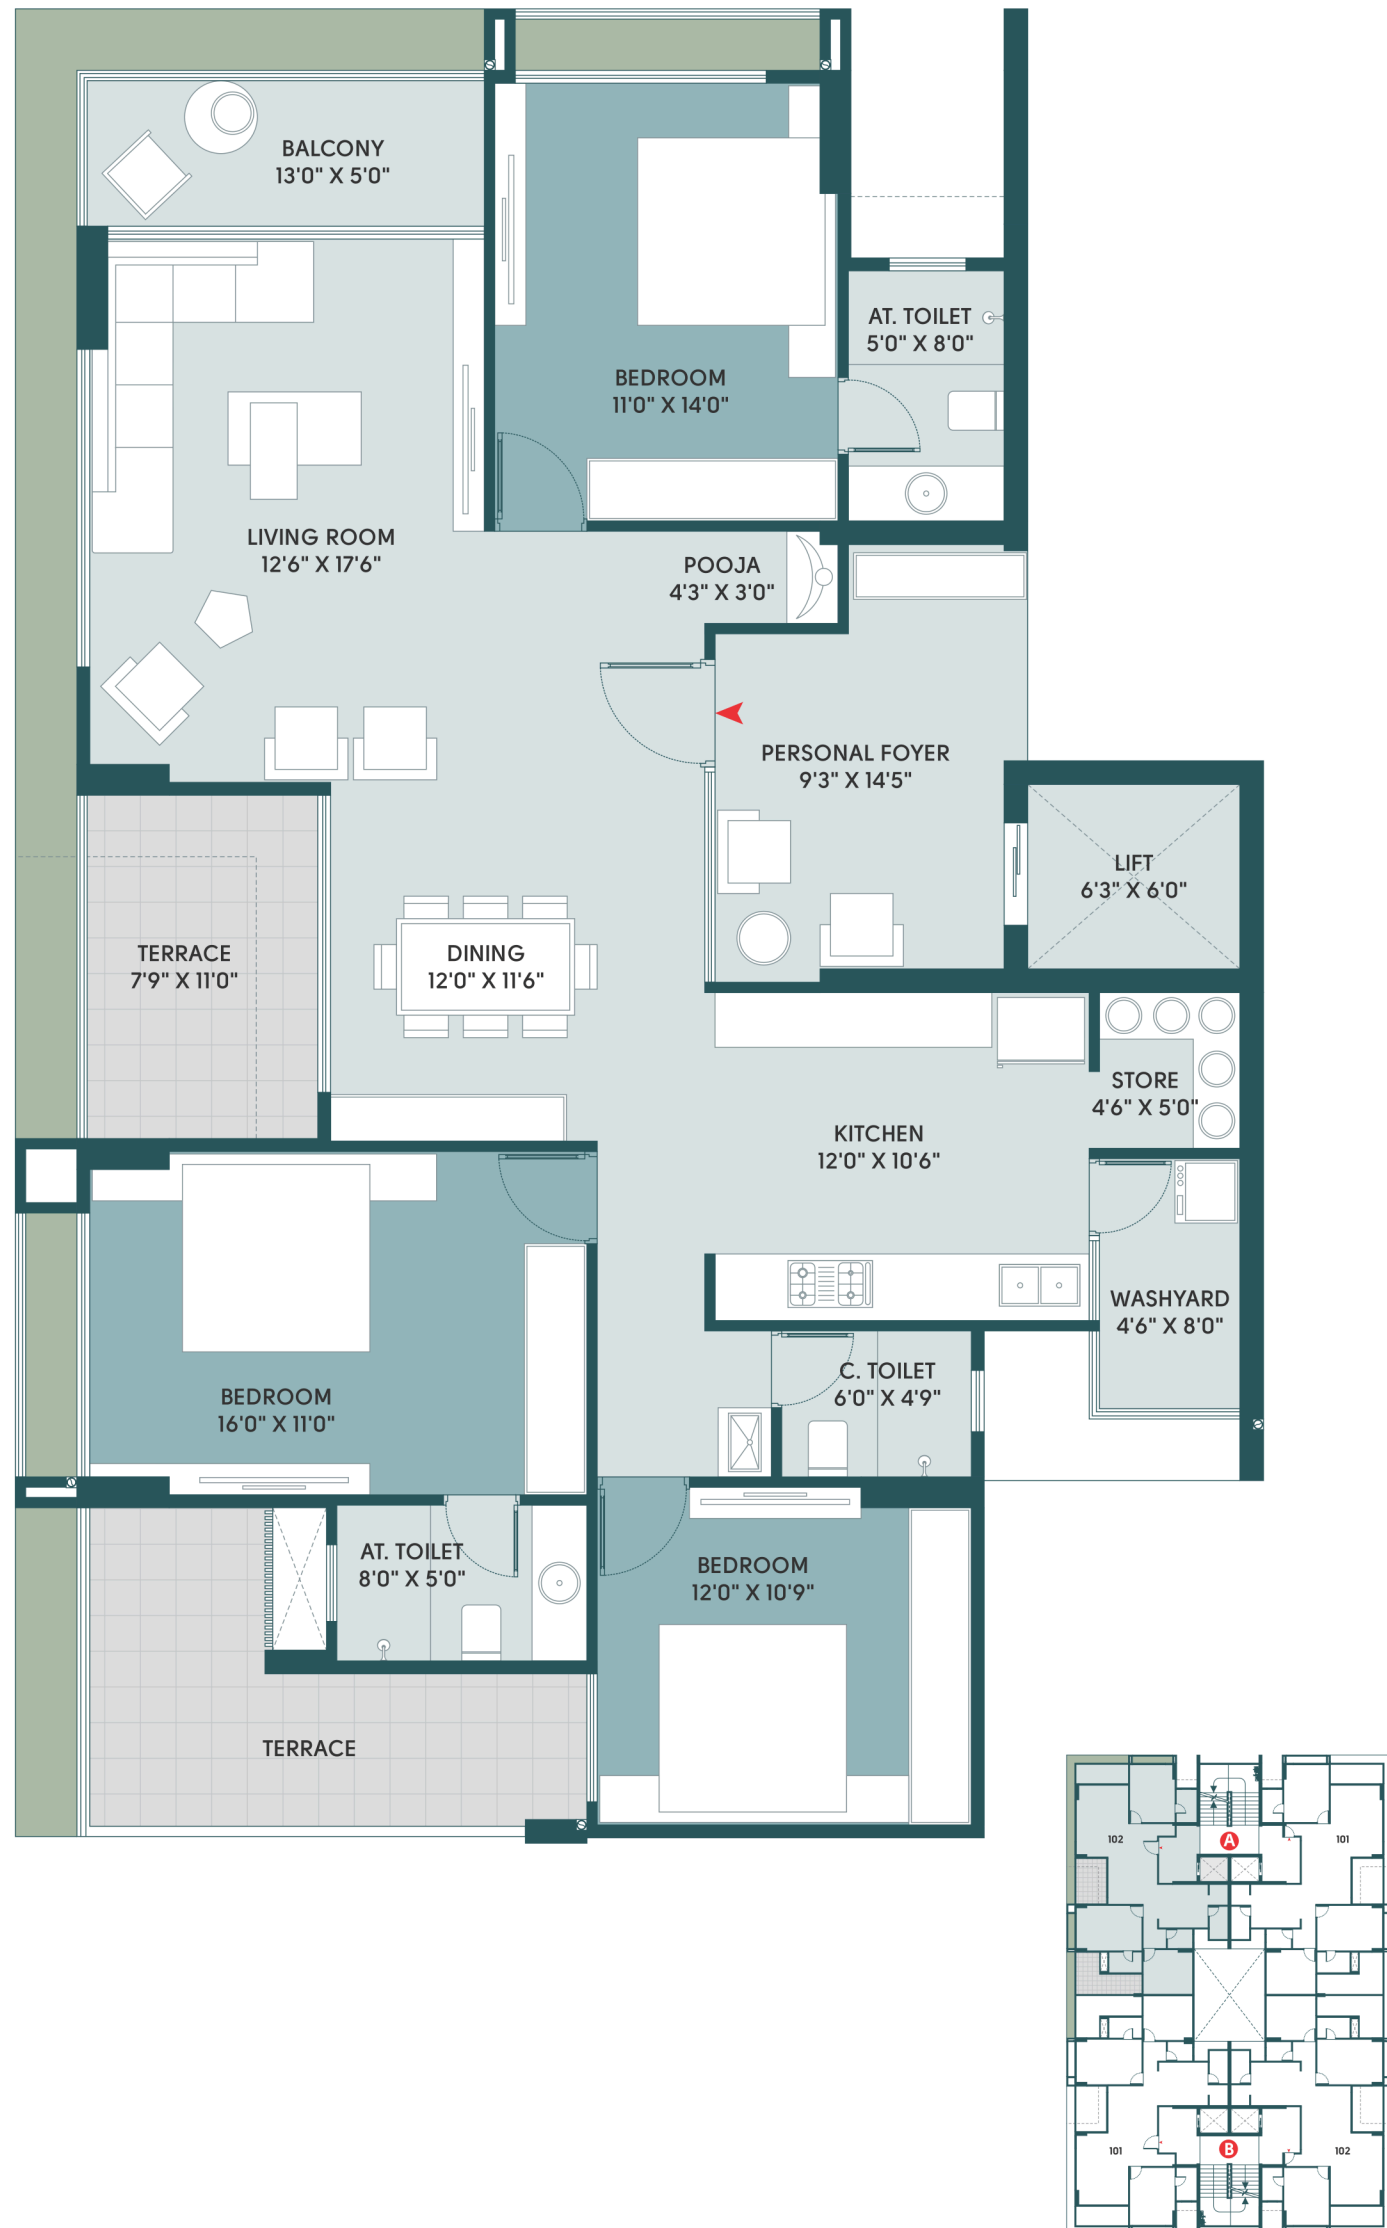 BALCONY
13'0" X 5'0"
AT. TOILET
5'0" X 8'0"
BEDROOM
11'0" X 14'0"
LIVING ROOM
12'6" X 17'6"
POOJA
4'3" X 3'0"
PERSONAL FOYER
9'3" X 14'5"
LIFT
6'3" X 6'0"
TERRACE
7'9" X 11'0"
DINING
12'0" X 11'6"
STORE
4'6" X 5'0"
KITCHEN
12'0" X 10'6"
WASHYARD
4'6" X 8'0"
C. TOILET
6'0" X 4'9"
BEDROOM
16'0" X 11'0"
AT. TOILET
8'0" X 5'0"
BEDROOM
12'0" X 10'9"
TERRACE
102
A
101
101
B
102